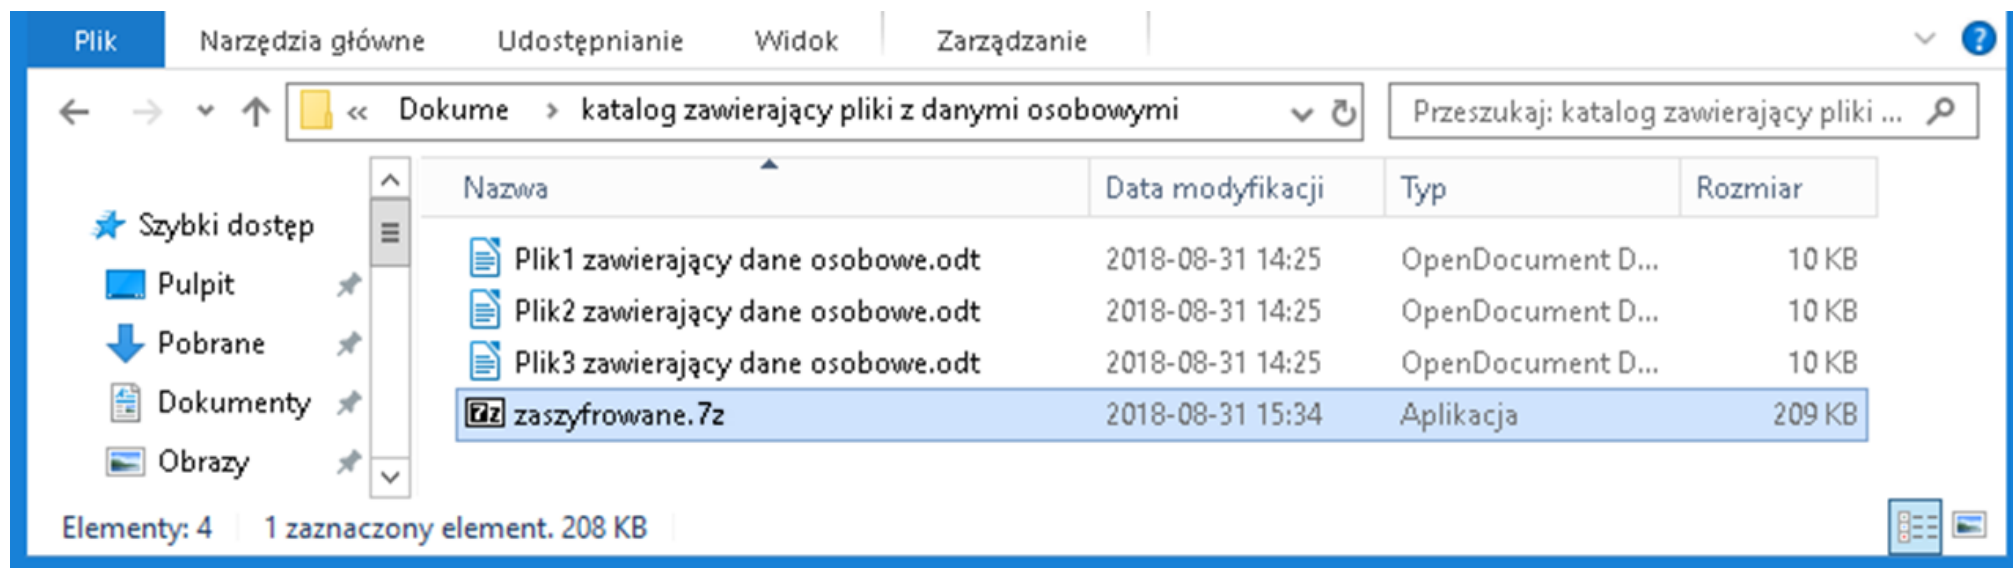 Plik Narzędzia główne Udostępnianie Widok Zarządzanie ?
« Dokume > katalog zawierający pliki z danymi osobowymi Przeszukaj: katalog zawierający pliki ...
Nazwa Data modyfikacji Typ Rozmiar
Szybki dostęp
Plik1 zawierający dane osobowe.odt 2018-08-31 14:25 OpenDocument D... 10 KB
Pulpit
Plik2 zawierający dane osobowe.odt 2018-08-31 14:25 OpenDocument D... 10 KB
Pobrane
Plik3 zawierający dane osobowe.odt 2018-08-31 14:25 OpenDocument D... 10 KB
Dokumenty
7z zaszyfrowane.7z 2018-08-31 15:34 Aplikacja 209 KB
Obrazy
Elementy: 4 1 zaznaczony element. 208 KB